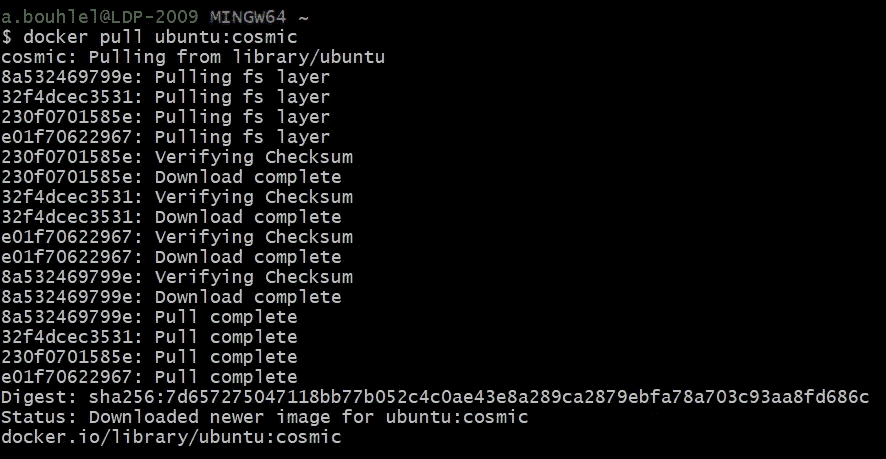 a.bouhlel@LDP-2009 MINGW64 ~
$ docker pull ubuntu:cosmic
cosmic: Pulling from library/ubuntu
8a532469799e: Pulling fs layer
32f4dcec3531: Pulling fs layer
230f0701585e: Pulling fs layer
e01f70622967: Pulling fs layer
230f0701585e: Verifying Checksum
230f0701585e: Download complete
32f4dcec3531: Verifying Checksum
32f4dcec3531: Download complete
e01f70622967: Verifying Checksum
e01f70622967: Download complete
8a532469799e: Verifying Checksum
8a532469799e: Download complete
8a532469799e: Pull complete
32f4dcec3531: Pull complete
230f0701585e: Pull complete
e01f70622967: Pull complete
Digest: sha256:7d657275047118bb77b052c4c0ae43e8a289ca2879ebfa78a703c93aa8fd686c
Status: Downloaded newer image for ubuntu:cosmic
docker.io/library/ubuntu:cosmic